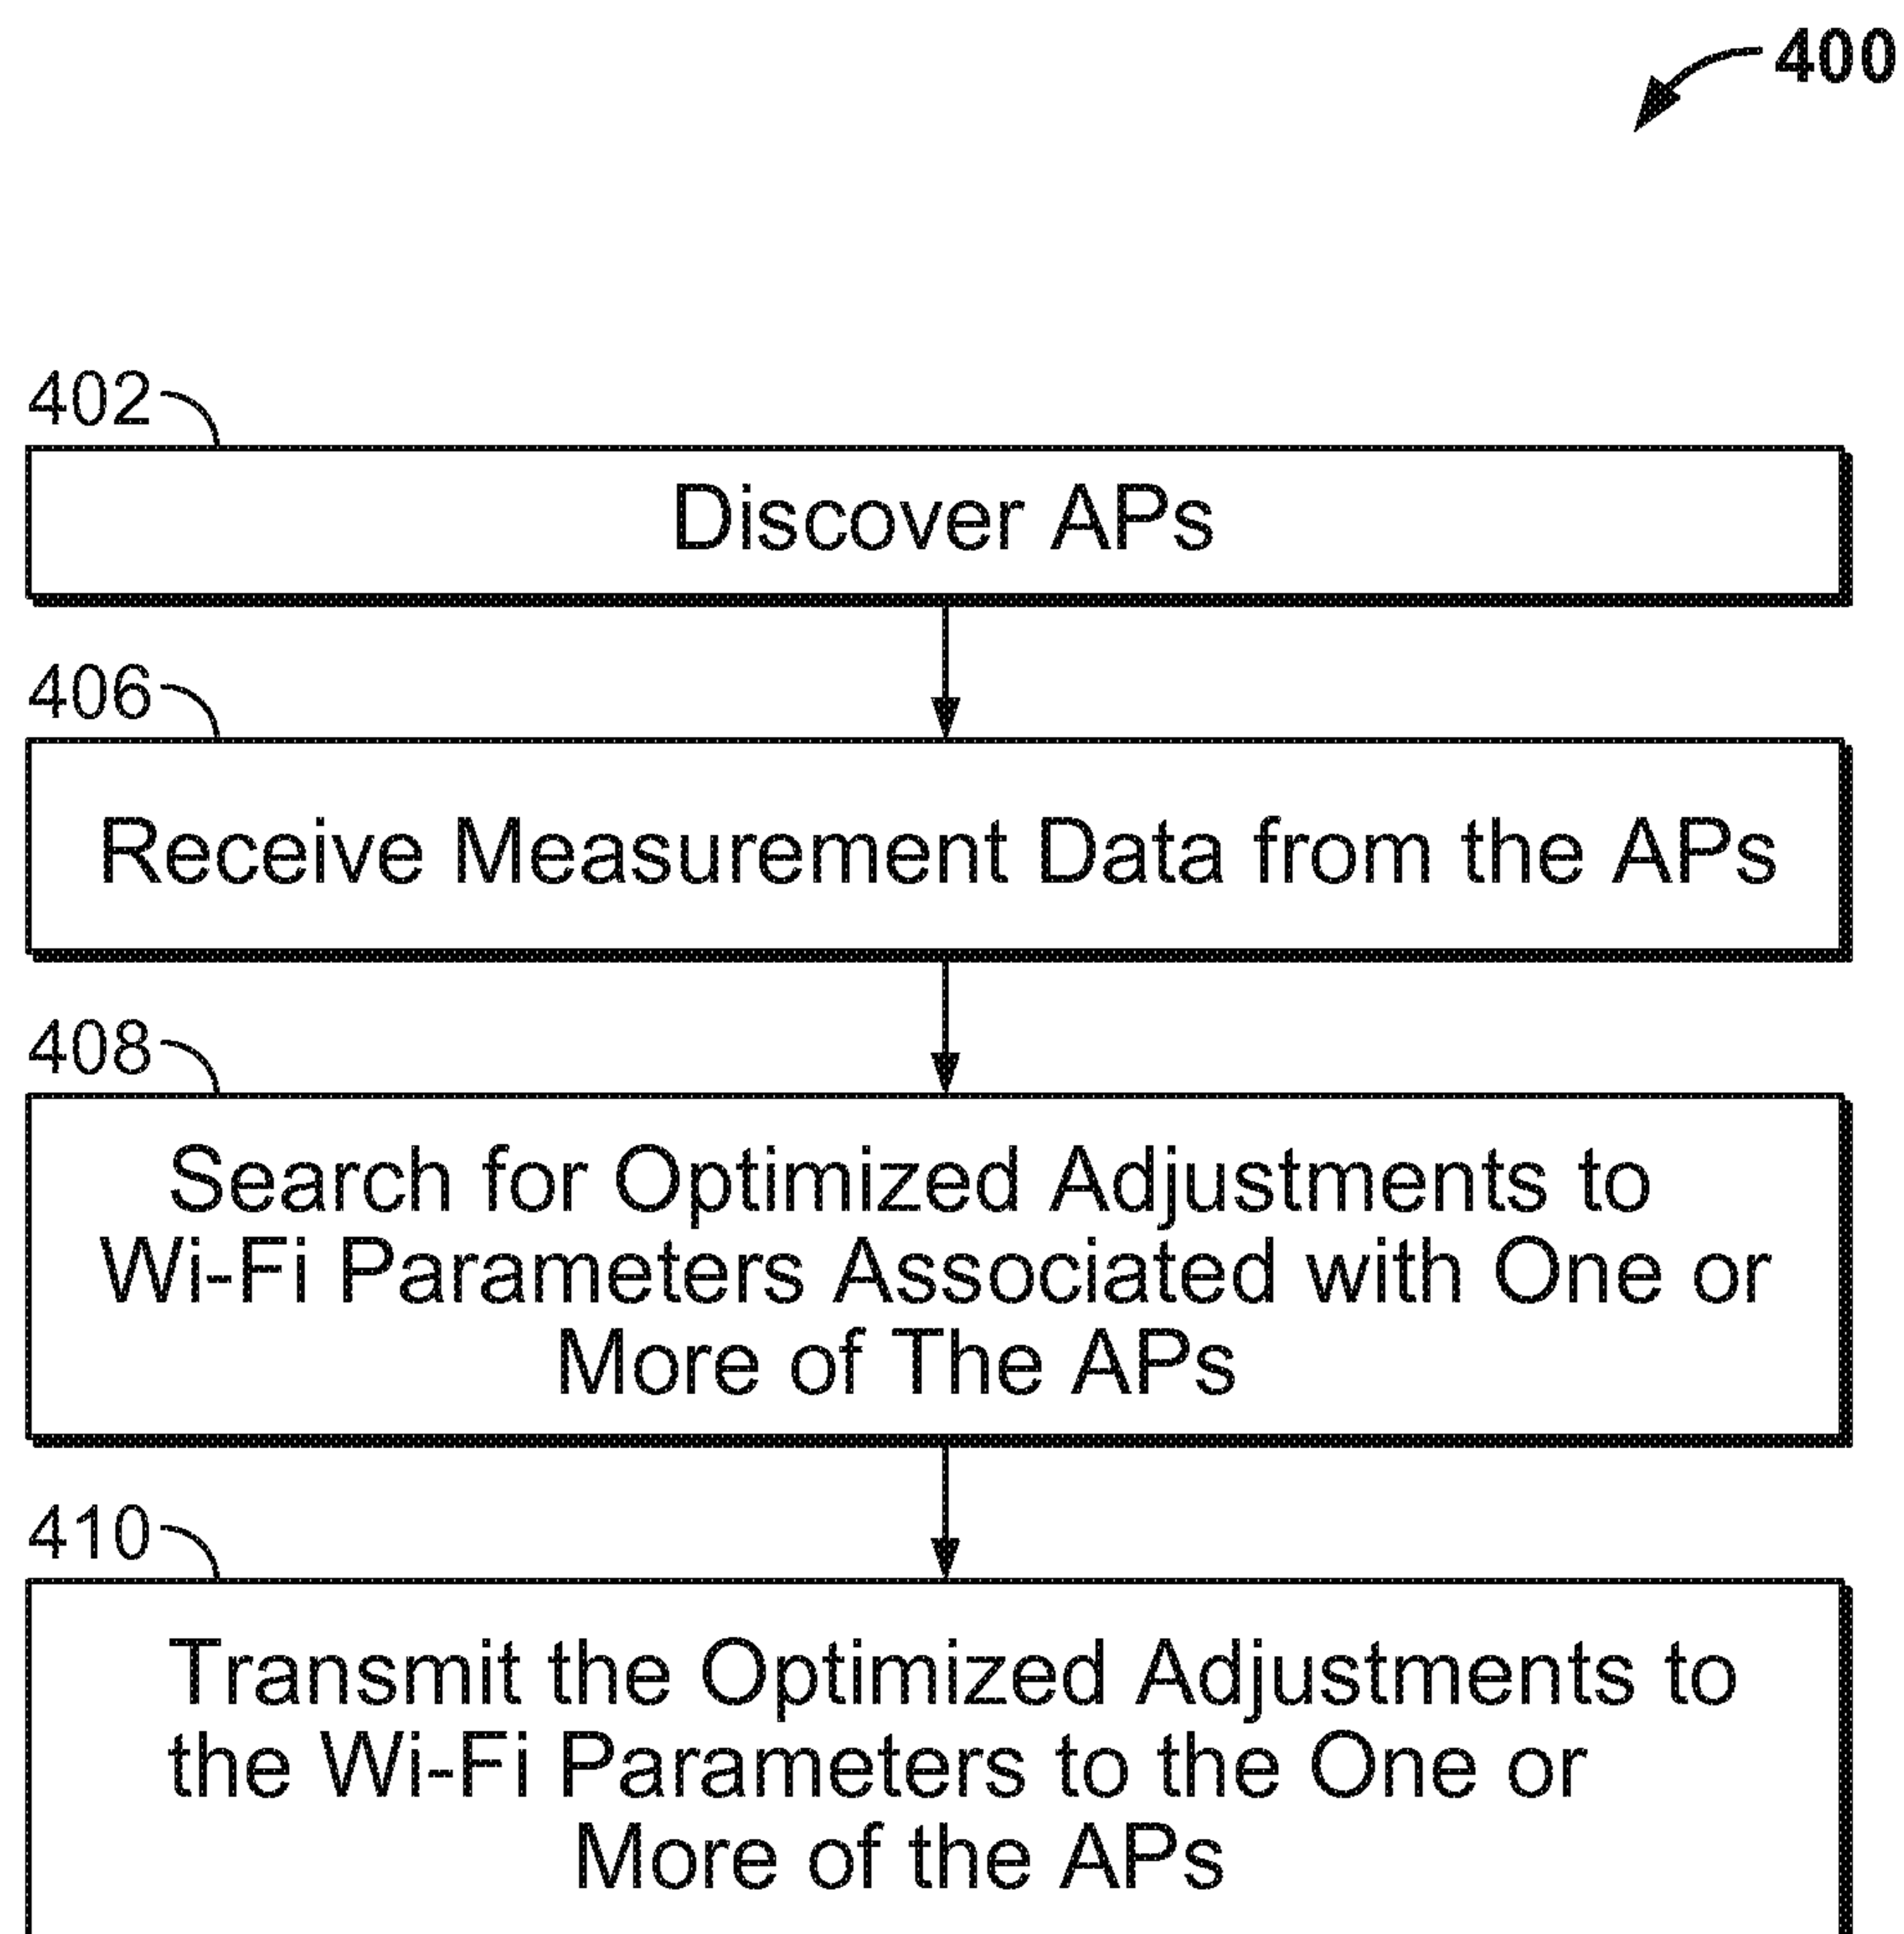 400
402
Discover APs
406
Receive Measurement Data from the APs
408
Search for Optimized Adjustments to
Wi-Fi Parameters Associated with One or
More of The APs
410
Transmit the Optimized Adjustments to
the Wi-Fi Parameters to the One or
More of the APs